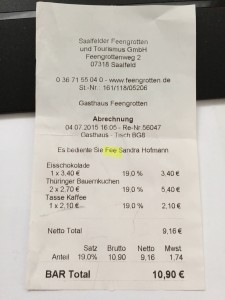 Saalfelder Feengrotten
und Tourismus GmbH
Feengrottenweg 2
07318 Saalfeld
0 36 71 55 04 0 - www.feengrotten.de
St.-Nr.: 161/118/05206
Gasthaus Feengrotten
Abrechnung
04.07.2015 16:05 - Re-Nr:56047
Gasthaus - Tisch BG8
Es bediente Sie Fee Sandra Hofmann
Eisschokolade
1 x 3,40 € 19.0 % 3,40 €
Thüringer Bauernkuchen
2 x 2,70 € 19.0 % 5,40 €
Tasse Kaffee
1 x 2,10 € 19.0 % 2,10 €
Netto Total 9,16 €
Satz Brutto Netto Mwst
Anteil 19.0% 10,90 9,16 1,74
BAR Total 10,90 €